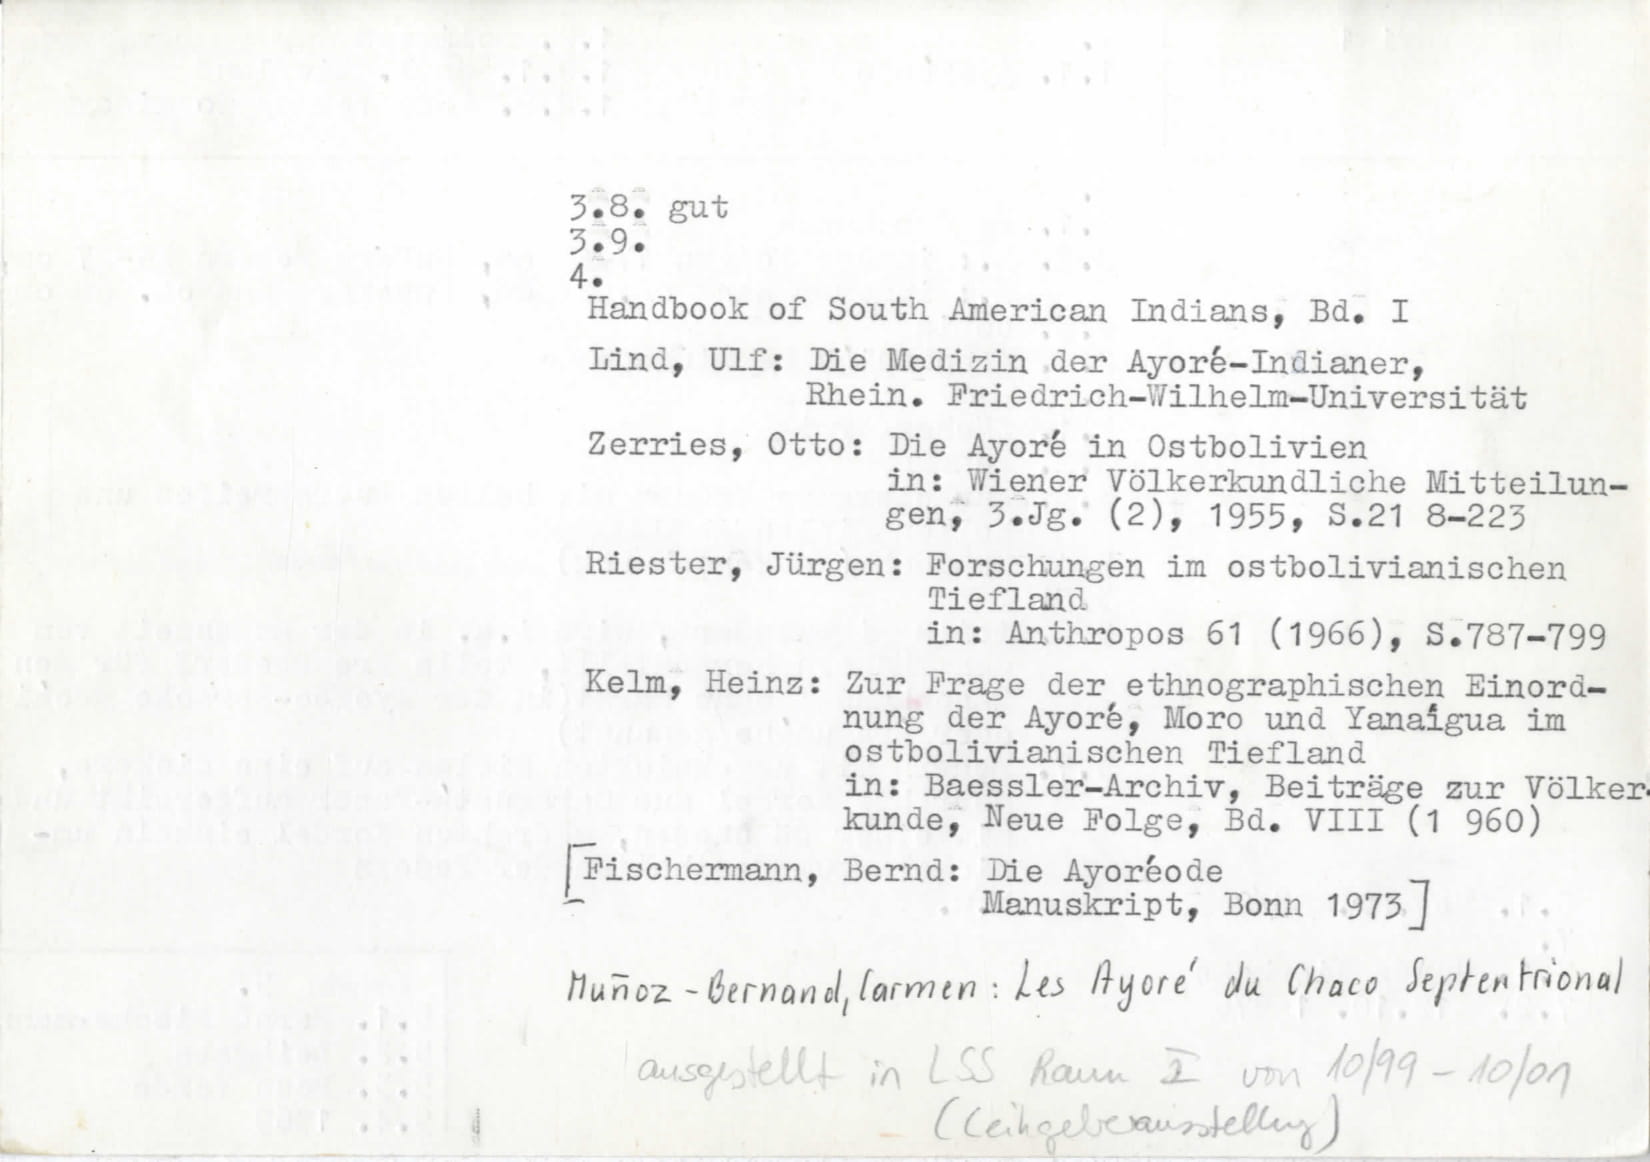 3.8. gut
3.9.
4.
Handbook of South American Indians, Bd. I
Lind, Ulf: Die Medizin der Ayoré-Indianer,
Rhein. Friedrich-Wilhelm-Universität
Zerries, Otto: Die Ayoré in Ostbolivien
in: Wiener Völkerkundliche Mitteilun-
gen, 3.Jg. (2), 1955, S.21 8-223
Riester, Jürgen: Forschungen im ostbolivianischen
Tiefland
in: Anthropos 61 (1966), S.787-799
Kelm, Heinz: Zur Frage der ethnographischen Einord-
nung der Ayoré, Moro und Yanaígua im
ostbolivianischen Tiefland
in: Baessler-Archiv, Beiträge zur Völker-
kunde, Neue Folge, Bd. VIII (1 960)
[Fischermann, Bernd: Die Ayoréode
Manuskript, Bonn 1973]
Muñoz-Bernand, Carmen: Les Ayoré du Chaco Septentrional
ausgestellt in LSS Raum I von 10/99 - 10/01
(Leihgeberausstellung)